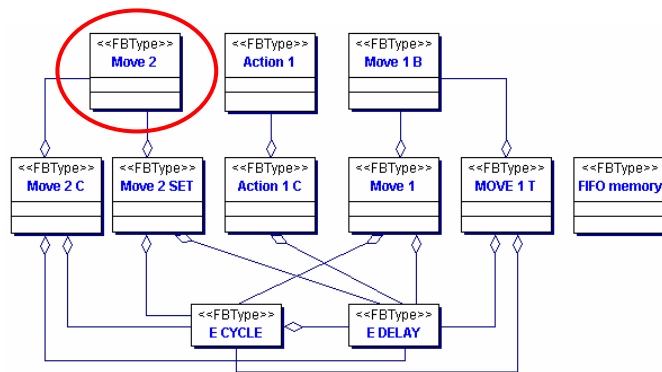 <<FBType>>
Move 2
<<FBType>>
Action 1
<<FBType>>
Move 1 B
<<FBType>>
Move 2 C
<<FBType>>
Move 2 SET
<<FBType>>
Action 1 C
<<FBType>>
Move 1
<<FBType>>
MOVE 1 T
<<FBType>>
FIFO memory
<<FBType>>
E CYCLE
<<FBType>>
E DELAY